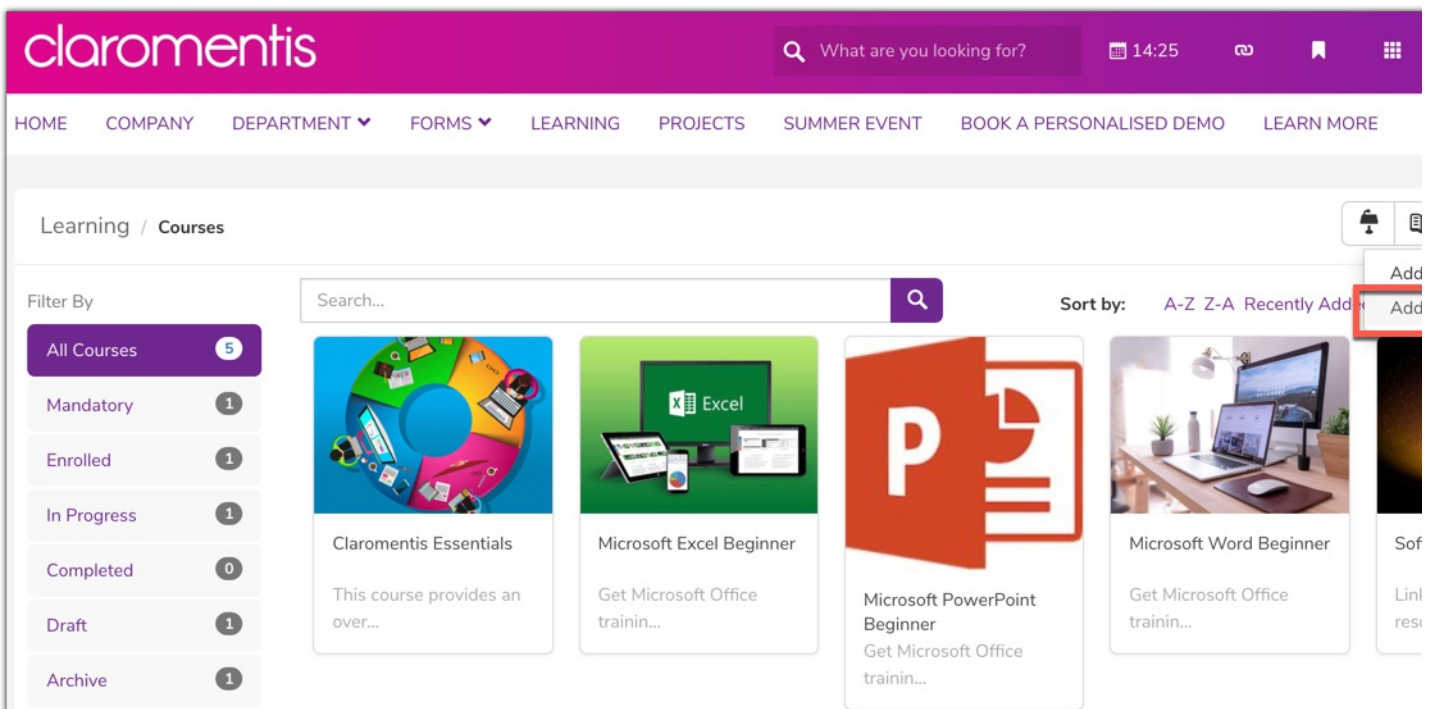 claromentis
What are you looking for?
14:25
HOME COMPANY DEPARTMENT FORMS LEARNING PROJECTS SUMMER EVENT BOOK A PERSONALISED DEMO LEARN MORE
Learning / Courses
Add
Filter By
Search...
Sort by: A-Z Z-A Recently Adde
Add
All Courses 5
Mandatory 1
Enrolled 1
In Progress 1
Completed 0
Draft 1
Archive 1
Excel
P
Claromentis Essentials
This course provides an
over...
Microsoft Excel Beginner
Get Microsoft Office
trainin...
Microsoft PowerPoint
Beginner
Get Microsoft Office
trainin...
Microsoft Word Beginner
Get Microsoft Office
trainin...
Sof
Link
reso